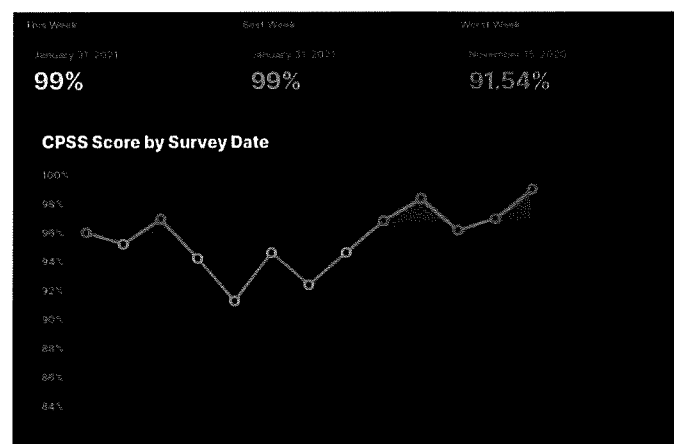 This Week Best Week Worst Week
January 31, 2021 January 31, 2021 November 15, 2020
99% 99% 91.54%
CPSS Score by Survey Date
100%
98%
96%
94%
92%
90%
88%
86%
84%